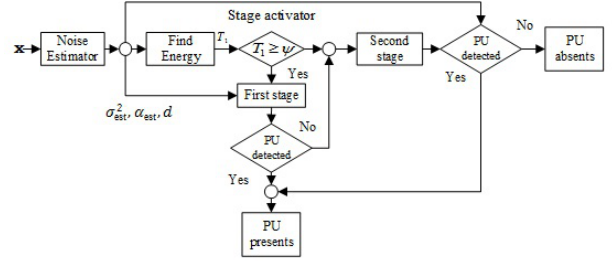 Stage activator
x
Noise
Estimator
Find
Energy
T₁
T₁ ≥ ψ
Second
stage
PU
detected
No
PU
absents
Yes
Yes
First stage
σ²est, αest, d
No
PU
detected
Yes
PU
presents